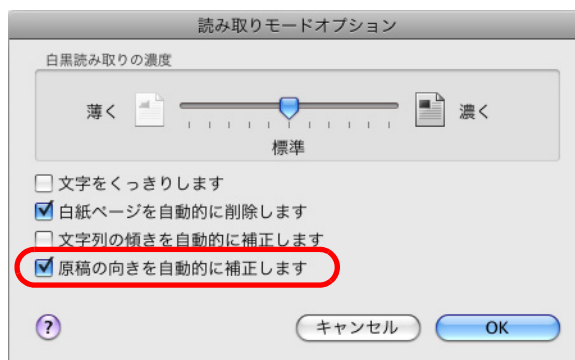 読み取りモードオプション
白黒読み取りの濃度
薄く 濃く
標準
文字をくっきりします
白紙ページを自動的に削除します
文字列の傾きを自動的に補正します
原稿の向きを自動的に補正します
? キャンセル OK